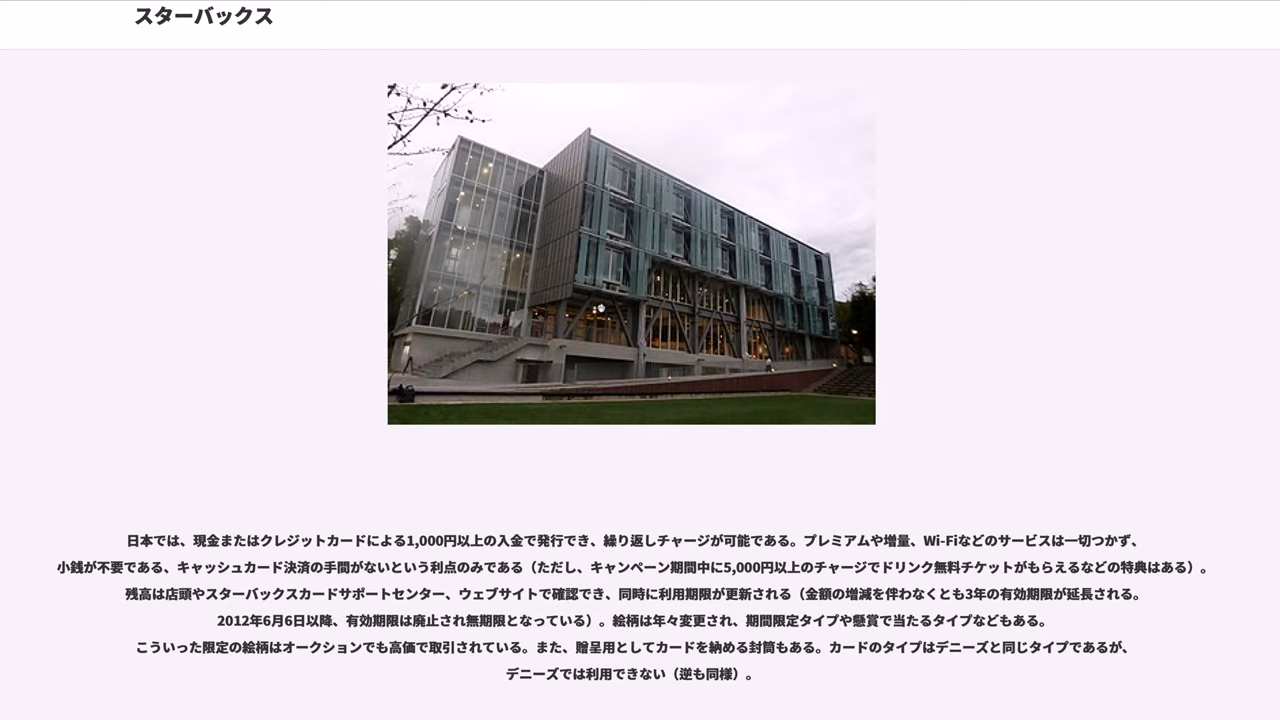 スターバックス
日本では、現金またはクレジットカードによる1,000円以上の入金で発行でき、繰り返しチャージが可能である。プレミアムや増量、Wi-Fiなどのサービスは一切つかず、
小銭が不要である、キャッシュカード決済の手間がないという利点のみである（ただし、キャンペーン期間中に5,000円以上のチャージでドリンク無料チケットがもらえるなどの特典はある）。
残高は店頭やスターバックスカードサポートセンター、ウェブサイトで確認でき、同時に利用期限が更新される（金額の増減を伴わなくとも3年の有効期限が延長される。
2012年6月6日以降、有効期限は廃止され無期限となっている）。絵柄は年々変更され、期間限定タイプや懸賞で当たるタイプなどもある。
こういった限定の絵柄はオークションでも高価で取引されている。また、贈呈用としてカードを納める封筒もある。カードのタイプはデニーズと同じタイプであるが、
デニーズでは利用できない（逆も同様）。